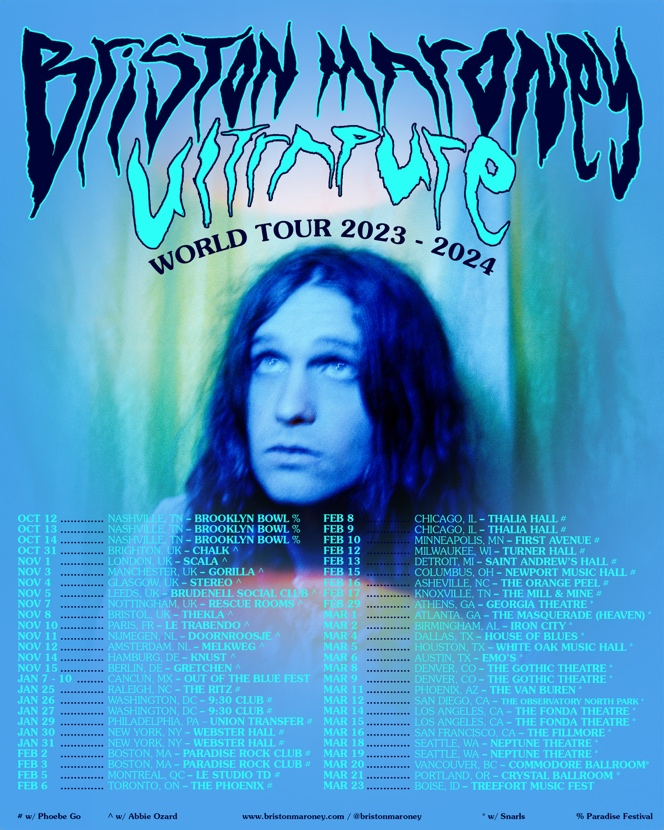 BRISTON MARONEY
ULTRAPURE
WORLD TOUR 2023 - 2024
OCT 12 ............ NASHVILLE, TN – BROOKLYN BOWL %
OCT 13 ............ NASHVILLE, TN – BROOKLYN BOWL %
OCT 14 ............ NASHVILLE, TN – BROOKLYN BOWL %
OCT 31 ............ BRIGHTON, UK – CHALK ^
NOV 1 ............ LONDON, UK – SCALA ^
NOV 3 ............ MANCHESTER, UK – GORILLA ^
NOV 4 ............ GLASGOW, UK – STEREO ^
NOV 5 ............ LEEDS, UK – BRUDENELL SOCIAL CLUB ^
NOV 7 ............ NOTTINGHAM, UK – RESCUE ROOMS ^
NOV 8 ............ BRISTOL, UK – THEKLA ^
NOV 10 ............ PARIS, FR – LE TRABENDO ^
NOV 11 ............ NIJMEGEN, NL – DOORNROOSJE ^
NOV 12 ............ AMSTERDAM, NL – MELKWEG ^
NOV 14 ............ HAMBURG, DE – KNUST ^
NOV 15 ............ BERLIN, DE – GRETCHEN ^
JAN 7 - 10 ............ CANCUN, MX – OUT OF THE BLUE FEST
JAN 25 ............ RALEIGH, NC – THE RITZ #
JAN 26 ............ WASHINGTON, DC – 9:30 CLUB #
JAN 27 ............ WASHINGTON, DC – 9:30 CLUB #
JAN 29 ............ PHILADELPHIA, PA – UNION TRANSFER #
JAN 30 ............ NEW YORK, NY – WEBSTER HALL #
JAN 31 ............ NEW YORK, NY – WEBSTER HALL #
FEB 2 ............ BOSTON, MA – PARADISE ROCK CLUB #
FEB 3 ............ BOSTON, MA – PARADISE ROCK CLUB #
FEB 5 ............ MONTREAL, QC – LE STUDIO TD #
FEB 6 ............ TORONTO, ON – THE PHOENIX #
FEB 8 ............ CHICAGO, IL – THALIA HALL #
FEB 9 ............ CHICAGO, IL – THALIA HALL #
FEB 10 ............ MINNEAPOLIS, MN – FIRST AVENUE #
FEB 12 ............ MILWAUKEE, WI – TURNER HALL #
FEB 13 ............ DETROIT, MI – SAINT ANDREW'S HALL #
FEB 15 ............ COLUMBUS, OH – NEWPORT MUSIC HALL #
FEB 16 ............ ASHEVILLE, NC – THE ORANGE PEEL #
FEB 17 ............ KNOXVILLE, TN – THE MILL & MINE #
FEB 29 ............ ATHENS, GA – GEORGIA THEATRE *
MAR 1 ............ ATLANTA, GA – THE MASQUERADE (HEAVEN) *
MAR 2 ............ BIRMINGHAM, AL – IRON CITY *
MAR 4 ............ DALLAS, TX – HOUSE OF BLUES *
MAR 5 ............ HOUSTON, TX – WHITE OAK MUSIC HALL *
MAR 6 ............ AUSTIN, TX – EMO'S *
MAR 8 ............ DENVER, CO – THE GOTHIC THEATRE *
MAR 9 ............ DENVER, CO – THE GOTHIC THEATRE *
MAR 11 ............ PHOENIX, AZ – THE VAN BUREN *
MAR 12 ............ SAN DIEGO, CA – THE OBSERVATORY NORTH PARK *
MAR 14 ............ LOS ANGELES, CA – THE FONDA THEATRE *
MAR 15 ............ LOS ANGELES, CA – THE FONDA THEATRE *
MAR 16 ............ SAN FRANCISCO, CA – THE FILLMORE *
MAR 18 ............ SEATTLE, WA – NEPTUNE THEATRE *
MAR 19 ............ SEATTLE, WA – NEPTUNE THEATRE *
MAR 20 ............ VANCOUVER, BC – COMMODORE BALLROOM*
MAR 21 ............ PORTLAND, OR – CRYSTAL BALLROOM *
MAR 23 ............ BOISE, ID – TREEFORT MUSIC FEST
# w/ Phoebe Go ^ w/ Abbie Ozard www.bristonmaroney.com / @bristonmaroney * w/ Snarls % Paradise Festival